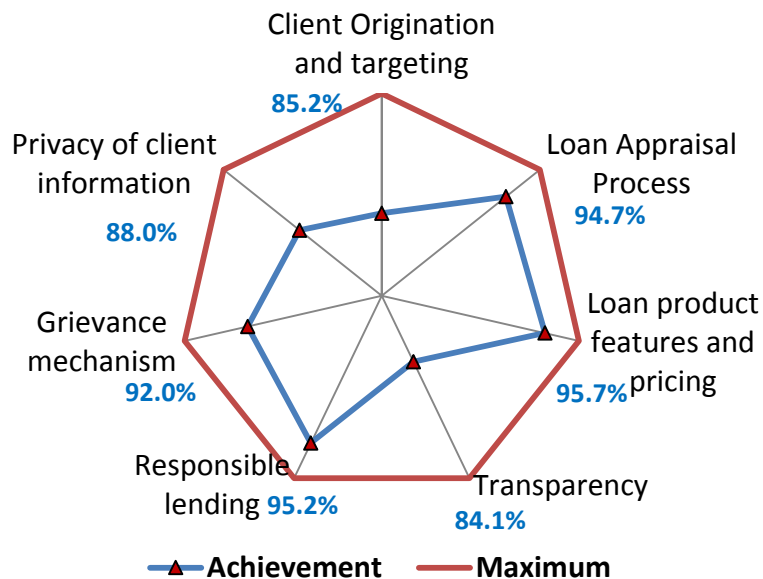 Client Origination
and targeting
85.2%
Loan Appraisal
Process
94.7%
Loan product
features and
pricing
95.7%
Transparency
84.1%
Responsible
lending 95.2%
Grievance
mechanism
92.0%
Privacy of client
information
88.0%
Achievement Maximum